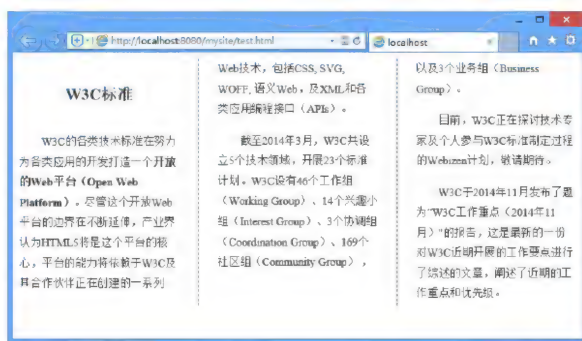 http://localhost:8080/mysite/test.html
localhost
W3C标准
W3C的各类技术标准在努力
为各类应用的开发打造一个开放
的Web平台（Open Web
Platform）。尽管这个开放Web
平台的边界在不断延伸，产业界
认为HTML5将是这个平台的核
心，平台的能力将依赖于W3C及
其合作伙伴正在创建的一系列
Web技术，包括CSS, SVG,
WOFF, 语义Web，及XML和各
类应用编程接口（APIs）。
截至2014年3月，W3C共设
立5个技术领域，开展23个标准
计划。W3C设有46个工作组
（Working Group）、14个兴趣小
组（Interest Group）、3个协调组
（Coordination Group）、169个
社区组（Community Group），
以及3个业务组（Business
Group）。
目前，W3C正在探讨技术专
家及个人参与W3C标准制定过程
的Webizen计划，敬请期待。
W3C于2014年11月发布了题
为"W3C工作重点（2014年11
月）"的报告，这是最新的一份
对W3C近期开展的工作要点进行
了综述的文章，阐述了近期的工
作重点和优先级。